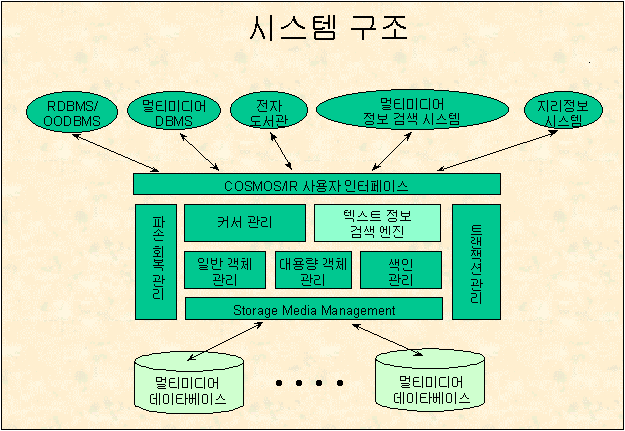 시스템 구조
RDBMS/
OODBMS
멀티미디어
DBMS
전자
도서관
멀티미디어
정보 검색 시스템
지리정보
시스템
COSMOS/IR 사용자 인터페이스
파손 회복 관리
커서 관리
텍스트 정보
검색 엔진
트랜잭션 관리
일반 객체
관리
대용량 객체
관리
색인
관리
Storage Media Management
멀티미디어
데이타베이스
멀티미디어
데이타베이스